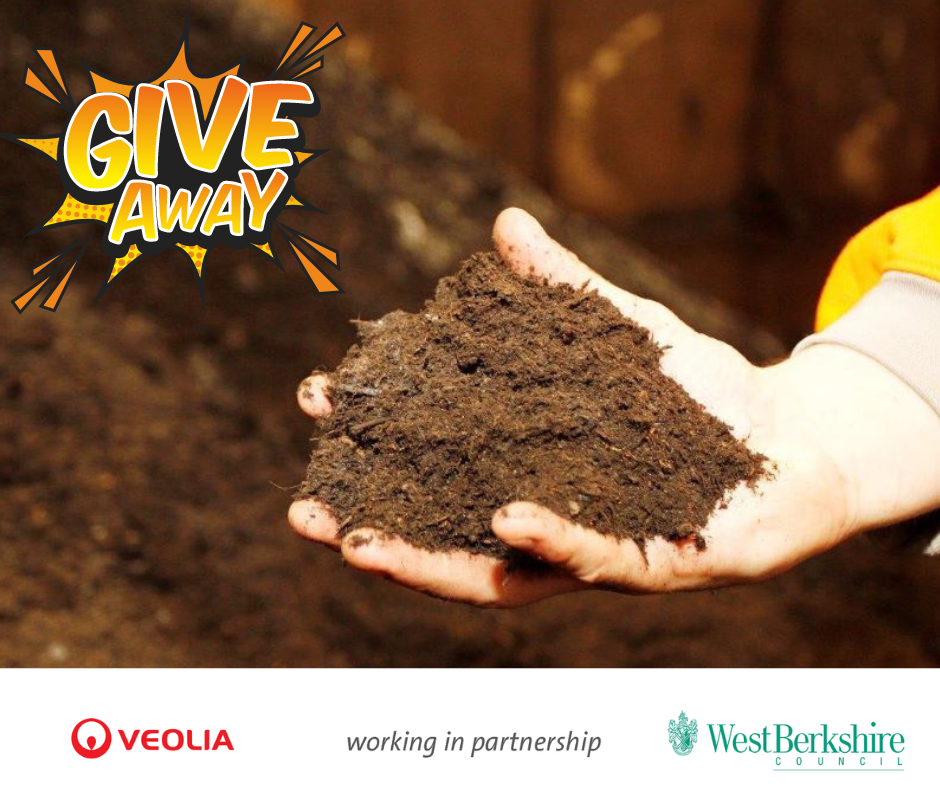 GIVE
AWAY
VEOLIA
working in partnership
WestBerkshire
COUNCIL